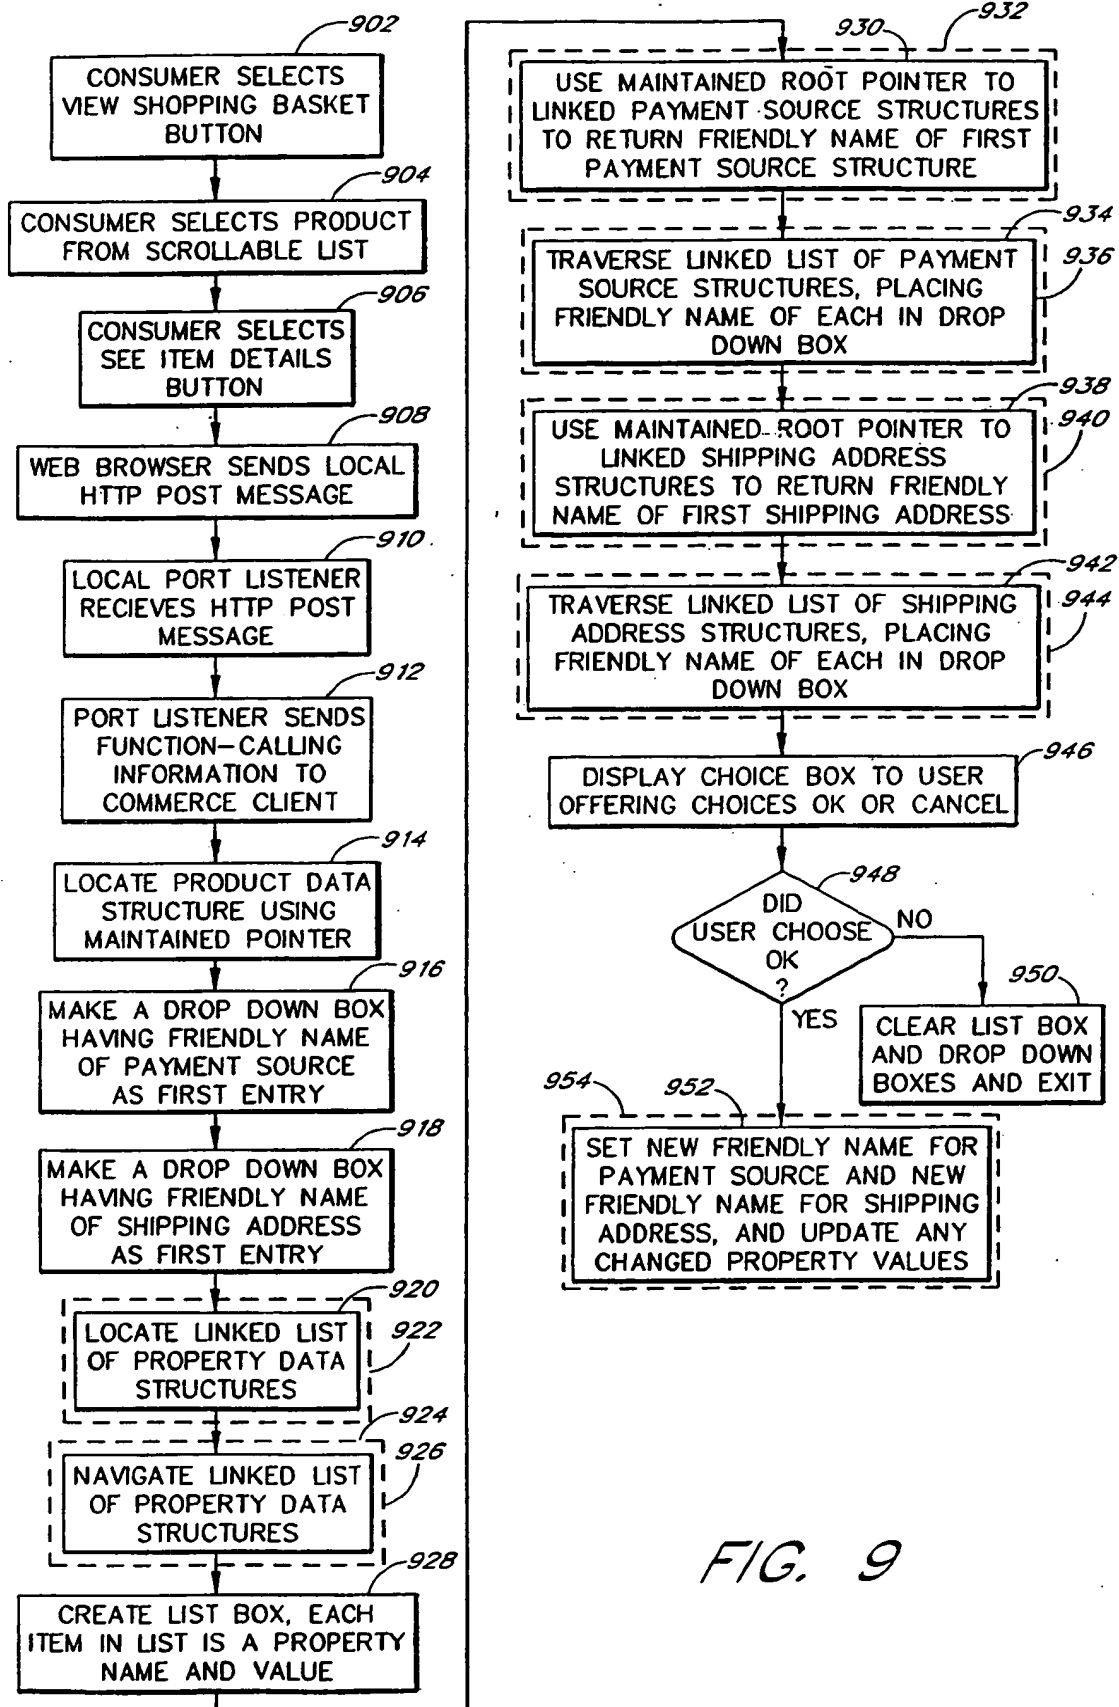 902
CONSUMER SELECTS
VIEW SHOPPING BASKET
BUTTON
904
CONSUMER SELECTS PRODUCT
FROM SCROLLABLE LIST
906
CONSUMER SELECTS
SEE ITEM DETAILS
BUTTON
908
WEB BROWSER SENDS LOCAL
HTTP POST MESSAGE
910
LOCAL PORT LISTENER
RECIEVES HTTP POST
MESSAGE
912
PORT LISTENER SENDS
FUNCTION-CALLING
INFORMATION TO
COMMERCE CLIENT
914
LOCATE PRODUCT DATA
STRUCTURE USING
MAINTAINED POINTER
916
MAKE A DROP DOWN BOX
HAVING FRIENDLY NAME
OF PAYMENT SOURCE
AS FIRST ENTRY
918
MAKE A DROP DOWN BOX
HAVING FRIENDLY NAME
OF SHIPPING ADDRESS
AS FIRST ENTRY
920
922
LOCATE LINKED LIST
OF PROPERTY DATA
STRUCTURES
924
926
NAVIGATE LINKED LIST
OF PROPERTY DATA
STRUCTURES
928
CREATE LIST BOX, EACH
ITEM IN LIST IS A PROPERTY
NAME AND VALUE
930
932
USE MAINTAINED ROOT POINTER TO
LINKED PAYMENT SOURCE STRUCTURES
TO RETURN FRIENDLY NAME OF FIRST
PAYMENT SOURCE STRUCTURE
934
936
TRAVERSE LINKED LIST OF PAYMENT
SOURCE STRUCTURES, PLACING
FRIENDLY NAME OF EACH IN DROP
DOWN BOX
938
940
USE MAINTAINED ROOT POINTER TO
LINKED SHIPPING ADDRESS
STRUCTURES TO RETURN FRIENDLY
NAME OF FIRST SHIPPING ADDRESS
942
944
TRAVERSE LINKED LIST OF SHIPPING
ADDRESS STRUCTURES, PLACING
FRIENDLY NAME OF EACH IN DROP
DOWN BOX
946
DISPLAY CHOICE BOX TO USER
OFFERING CHOICES OK OR CANCEL
948
DID
USER CHOOSE
OK
?
NO
YES
950
CLEAR LIST BOX
AND DROP DOWN
BOXES AND EXIT
954
952
SET NEW FRIENDLY NAME FOR
PAYMENT SOURCE AND NEW
FRIENDLY NAME FOR SHIPPING
ADDRESS, AND UPDATE ANY
CHANGED PROPERTY VALUES
FIG. 9